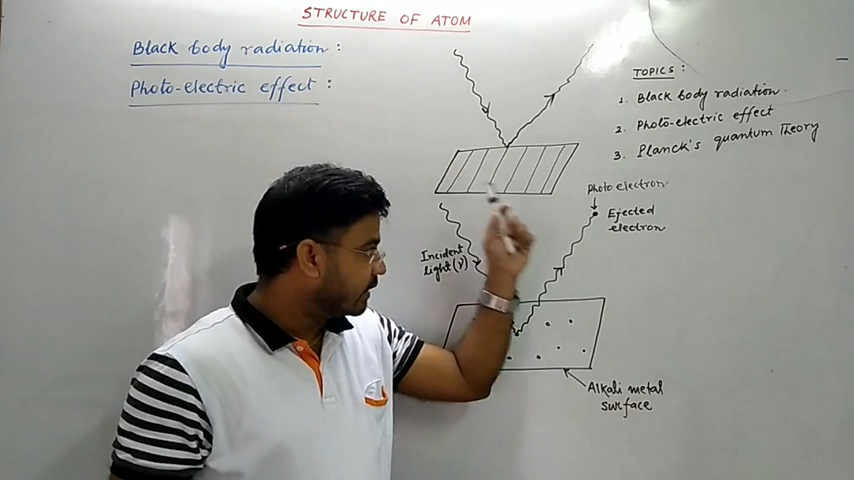 STRUCTURE OF ATOM
Black body radiation :
Photo-electric effect :
TOPICS :
1. Black body radiation.
2. Photo-electric effect
3. Planck's quantum Theory
Photo electron
Ejected
electron
Incident
light (ν)
Alkali metal
surface